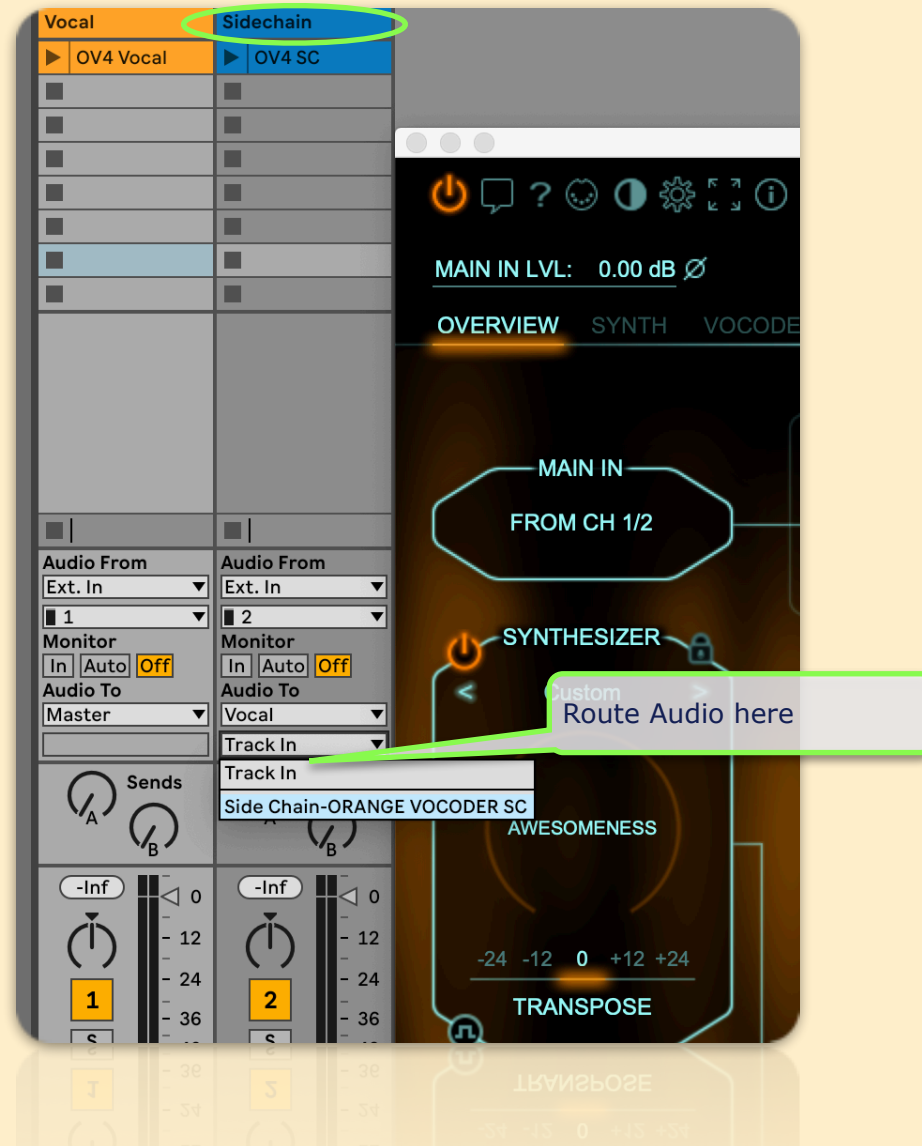 Vocal
Sidechain
OV4 Vocal
OV4 SC
MAIN IN LVL: 0.00 dB
OVERVIEW SYNTH VOCODE
MAIN IN
FROM CH 1/2
Audio From
Ext. In
1
Monitor
In Auto Off
Audio To
Master
Audio From
Ext. In
2
Monitor
In Auto Off
Audio To
Vocal
Track In
Track In
Side Chain-ORANGE VOCODER SC
SYNTHESIZER
< Custom >
Route Audio here
AWESOMENESS
-24 -12 0 +12 +24
TRANSPOSE
Sends
A
B
A
B
-Inf
0
12
24
36
1
S
-Inf
0
12
24
36
2
S